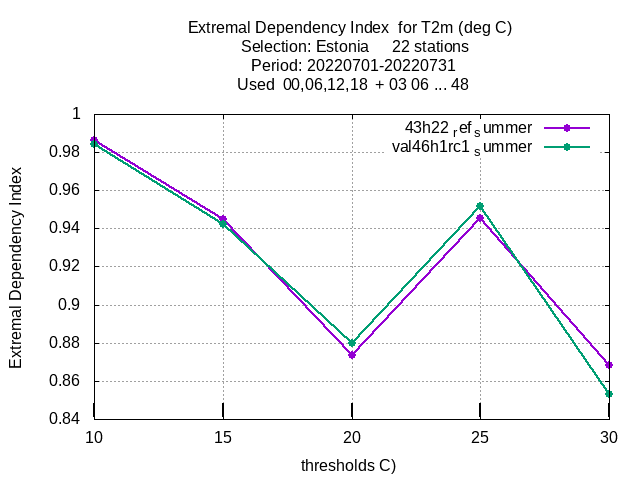 Extremal Dependency Index for T2m (deg C)
Selection: Estonia 22 stations
Period: 20220701-20220731
Used 00,06,12,18 + 03 06 ... 48
43h22 ref summer
val46h1rc1 summer
Extremal Dependency Index
1
0.98
0.96
0.94
0.92
0.9
0.88
0.86
0.84
10 15 20 25 30
thresholds C)